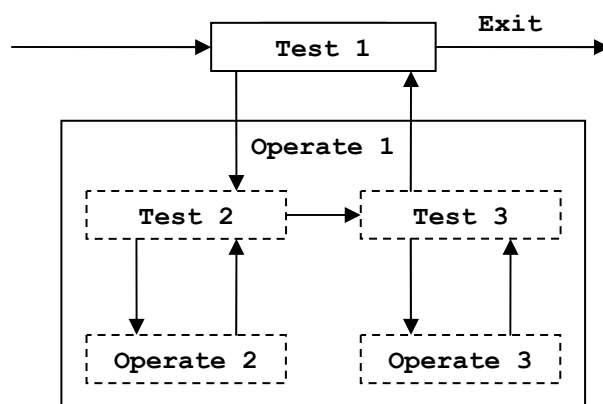 Exit
Test 1
Operate 1
Test 2
Test 3
Operate 2
Operate 3